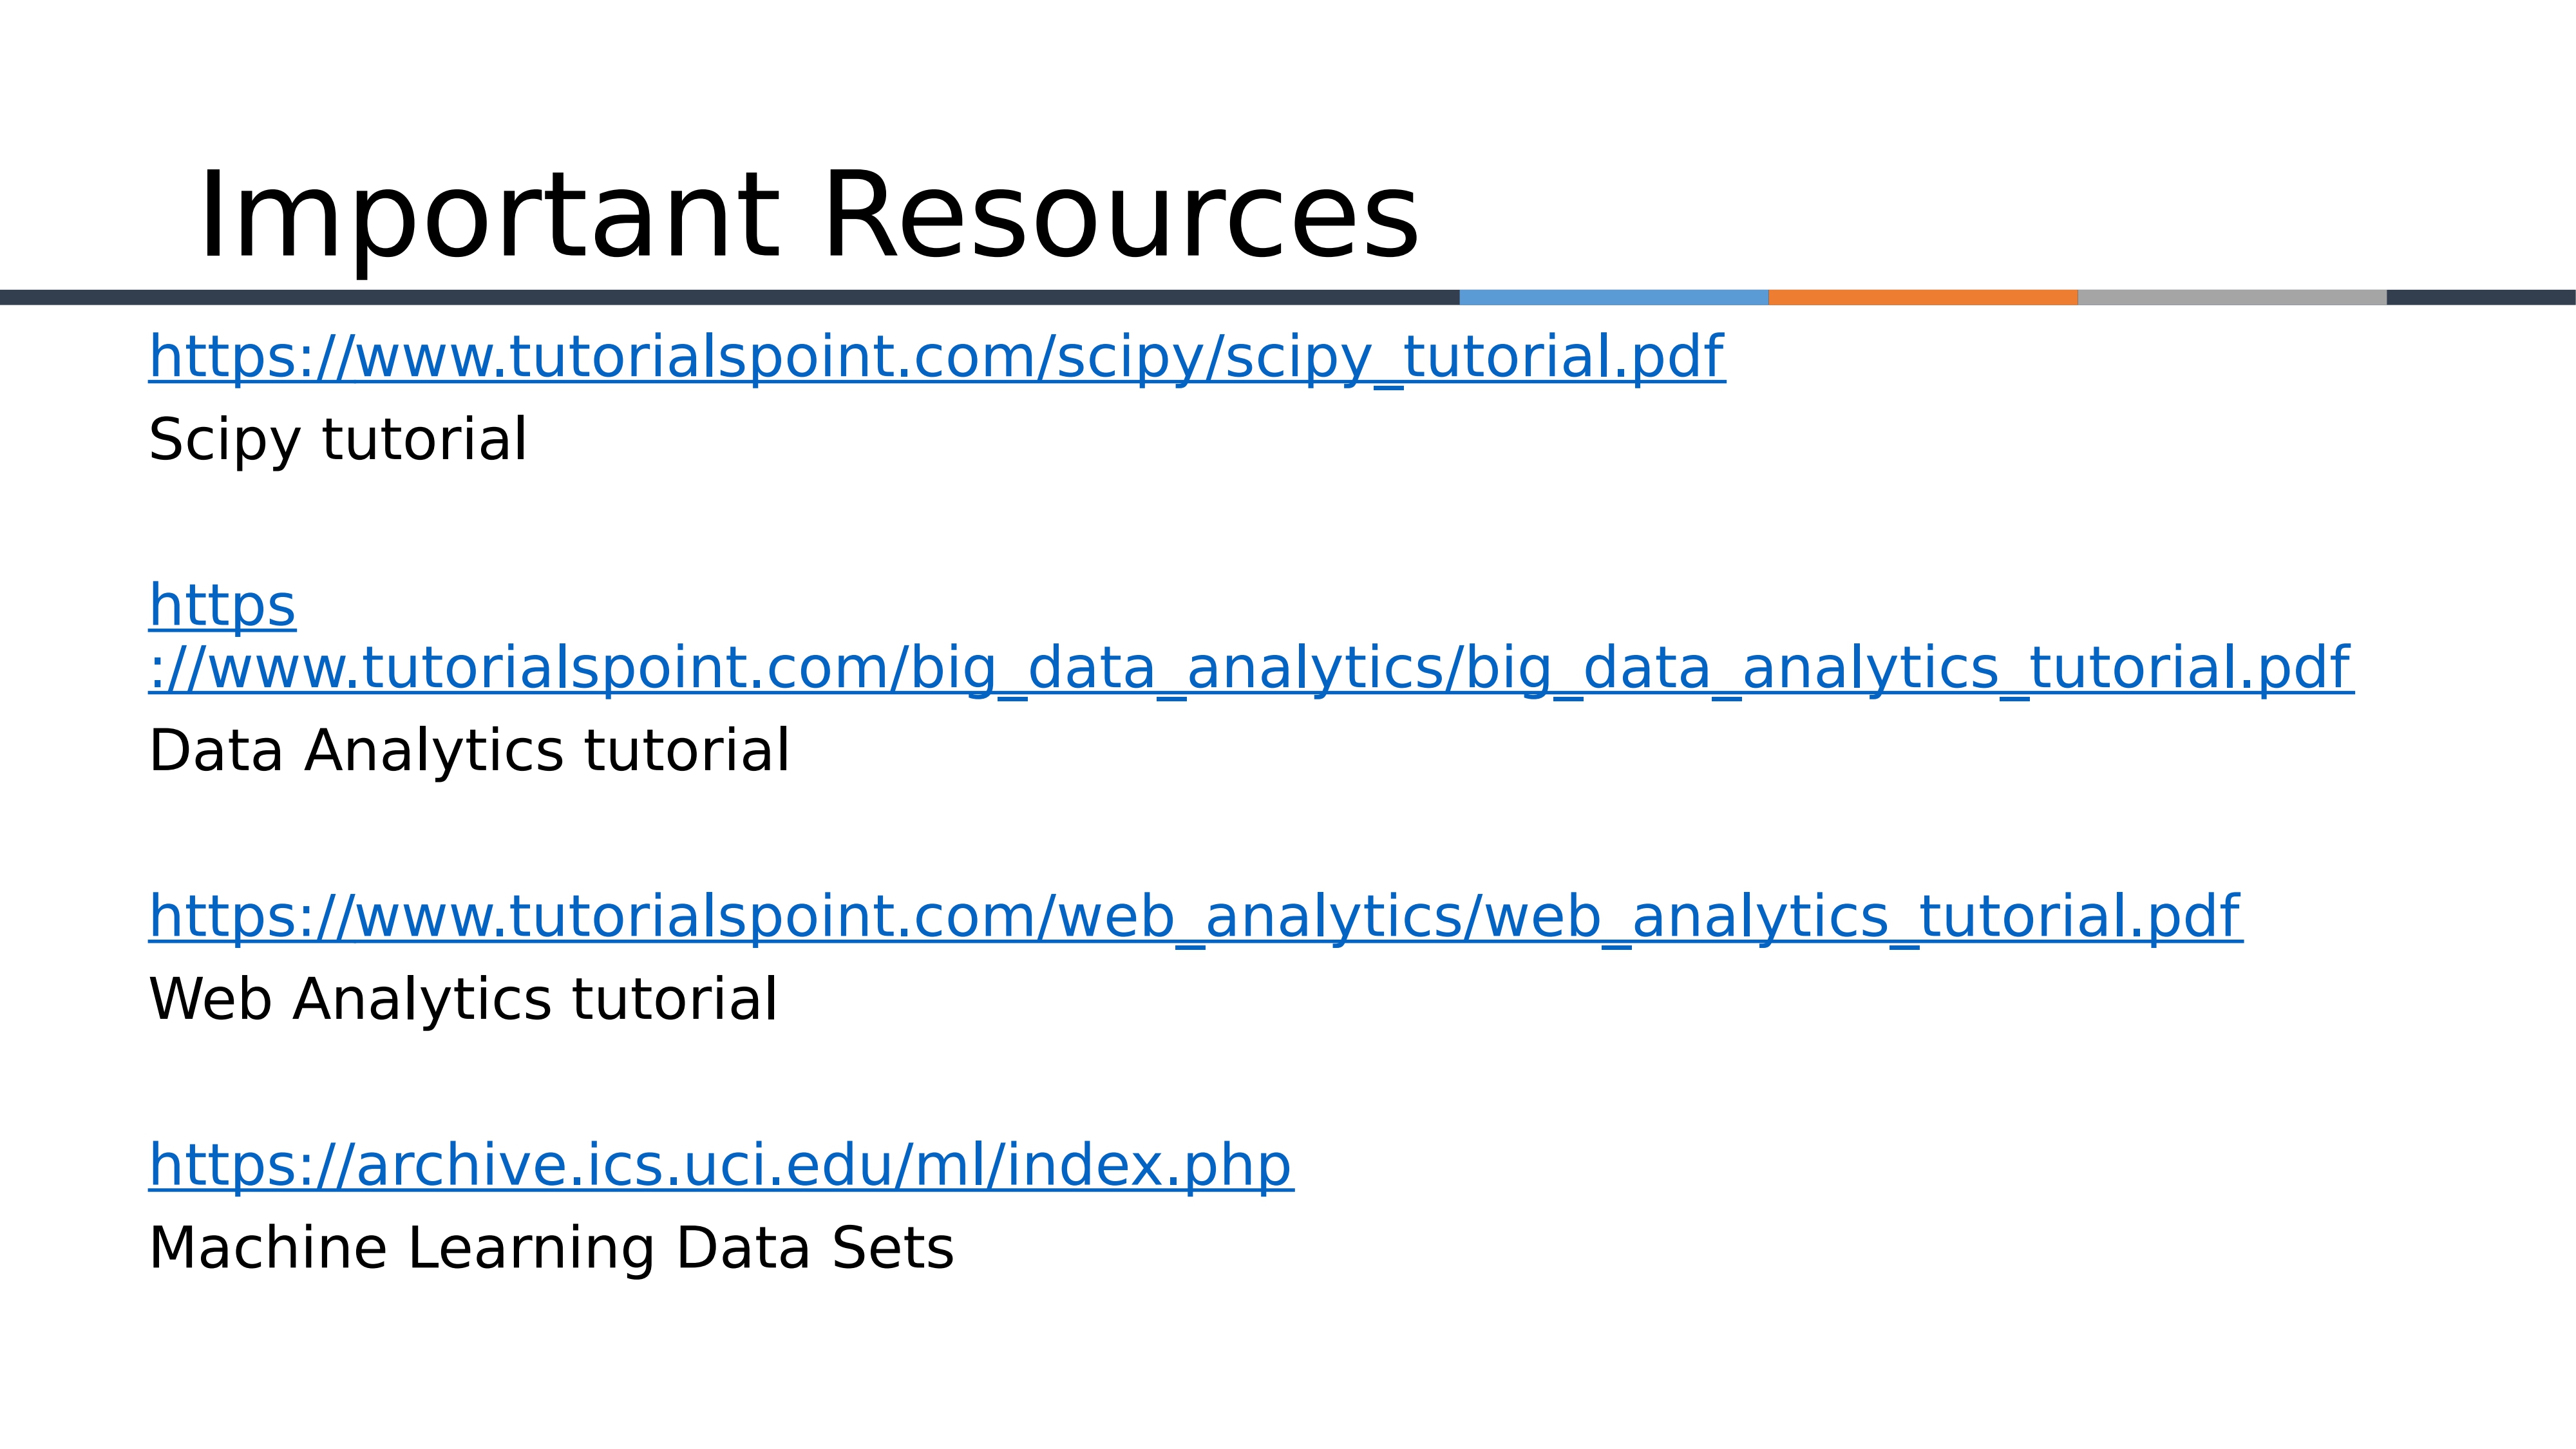 Important Resources
https://www.tutorialspoint.com/scipy/scipy_tutorial.pdf
Scipy tutorial
https
://www.tutorialspoint.com/big_data_analytics/big_data_analytics_tutorial.pdf
Data Analytics tutorial
https://www.tutorialspoint.com/web_analytics/web_analytics_tutorial.pdf
Web Analytics tutorial
https://archive.ics.uci.edu/ml/index.php
Machine Learning Data Sets